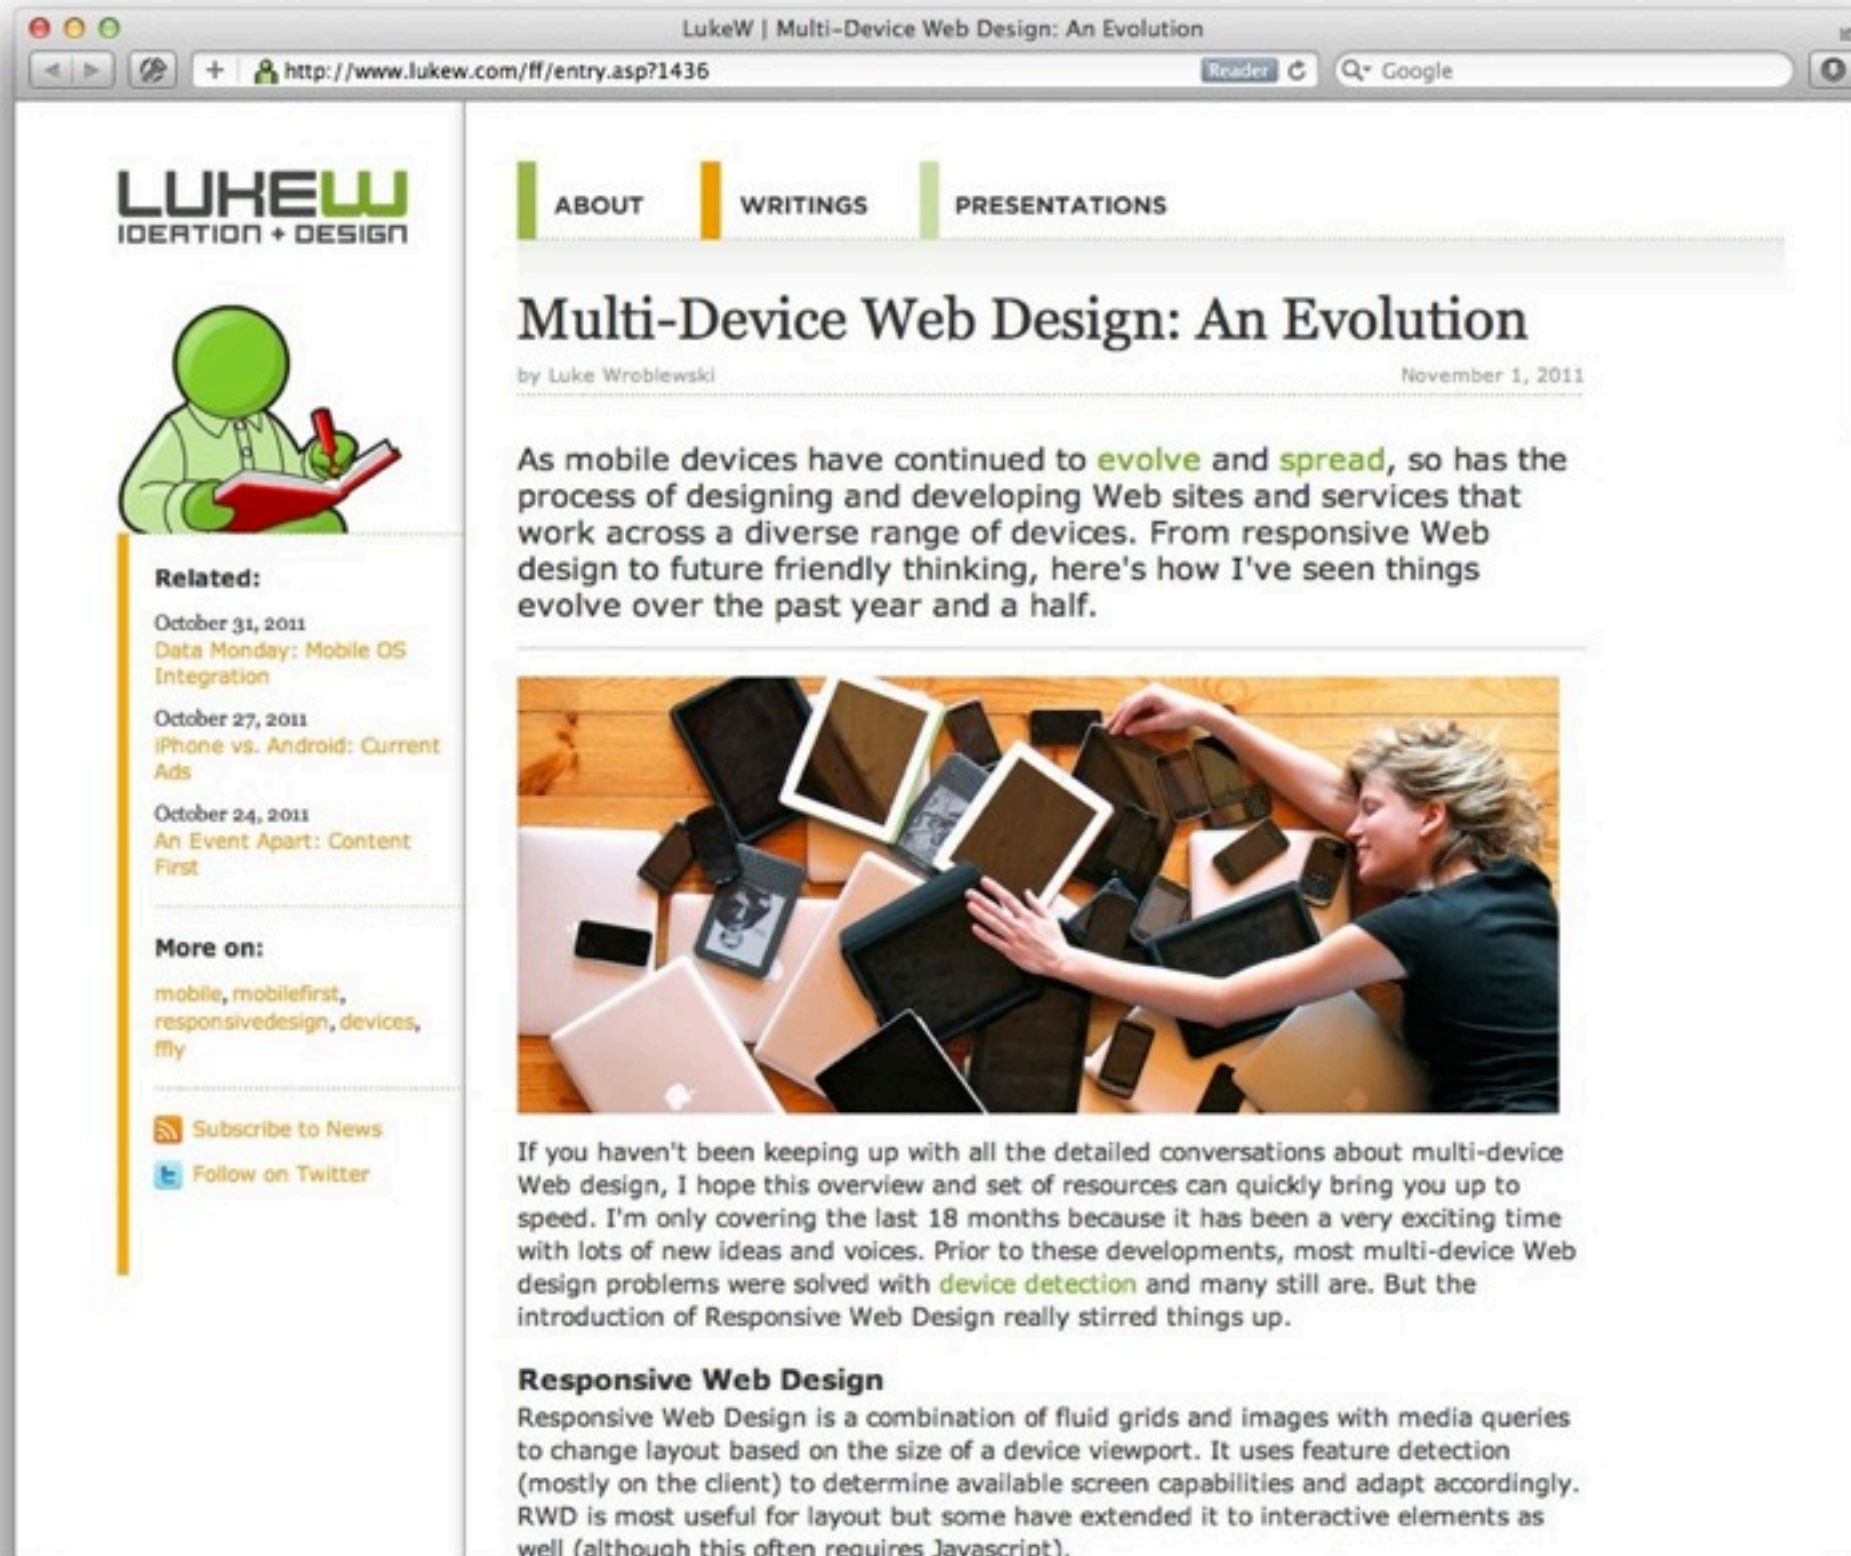 LukeW | Multi-Device Web Design: An Evolution
http://www.lukew.com/ff/entry.asp?1436
Reader
Google
LUKEW
IDEATION + DESIGN
Related:
October 31, 2011
Data Monday: Mobile OS
Integration
October 27, 2011
iPhone vs. Android: Current
Ads
October 24, 2011
An Event Apart: Content
First
More on:
mobile, mobilefirst,
responsivedesign, devices,
ffly
Subscribe to News
Follow on Twitter
ABOUT
WRITINGS
PRESENTATIONS
Multi-Device Web Design: An Evolution
by Luke Wroblewski
November 1, 2011
As mobile devices have continued to evolve and spread, so has the
process of designing and developing Web sites and services that
work across a diverse range of devices. From responsive Web
design to future friendly thinking, here's how I've seen things
evolve over the past year and a half.
If you haven't been keeping up with all the detailed conversations about multi-device
Web design, I hope this overview and set of resources can quickly bring you up to
speed. I'm only covering the last 18 months because it has been a very exciting time
with lots of new ideas and voices. Prior to these developments, most multi-device Web
design problems were solved with device detection and many still are. But the
introduction of Responsive Web Design really stirred things up.
Responsive Web Design
Responsive Web Design is a combination of fluid grids and images with media queries
to change layout based on the size of a device viewport. It uses feature detection
(mostly on the client) to determine available screen capabilities and adapt accordingly.
RWD is most useful for layout but some have extended it to interactive elements as
well (although this often requires Javascript).